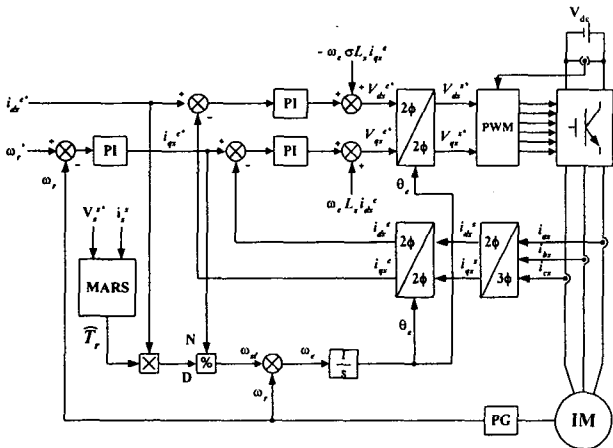 V_dc
- ω_e σ L_s i_qs^e
i_ds^e*
+
-
PI
+
+
V_ds^e*
2φ
2φ
V_ds^s*
PWM
ω_r*
+
-
PI
i_qs^e*
+
-
PI
+
+
V_qs^e*
V_qs^s*
ω_r
ω_e L_s i_ds^e
θ_e
V_s^s*
i_s^s
MARS
i_ds^e
i_qs^e
2φ
2φ
i_ds^s
i_qs^s
2φ
3φ
i_as
i_bs
i_cs
T̂_r
N
D
×
%
ω_sl
ω_e
1
s
θ_e
ω_r
PG
IM